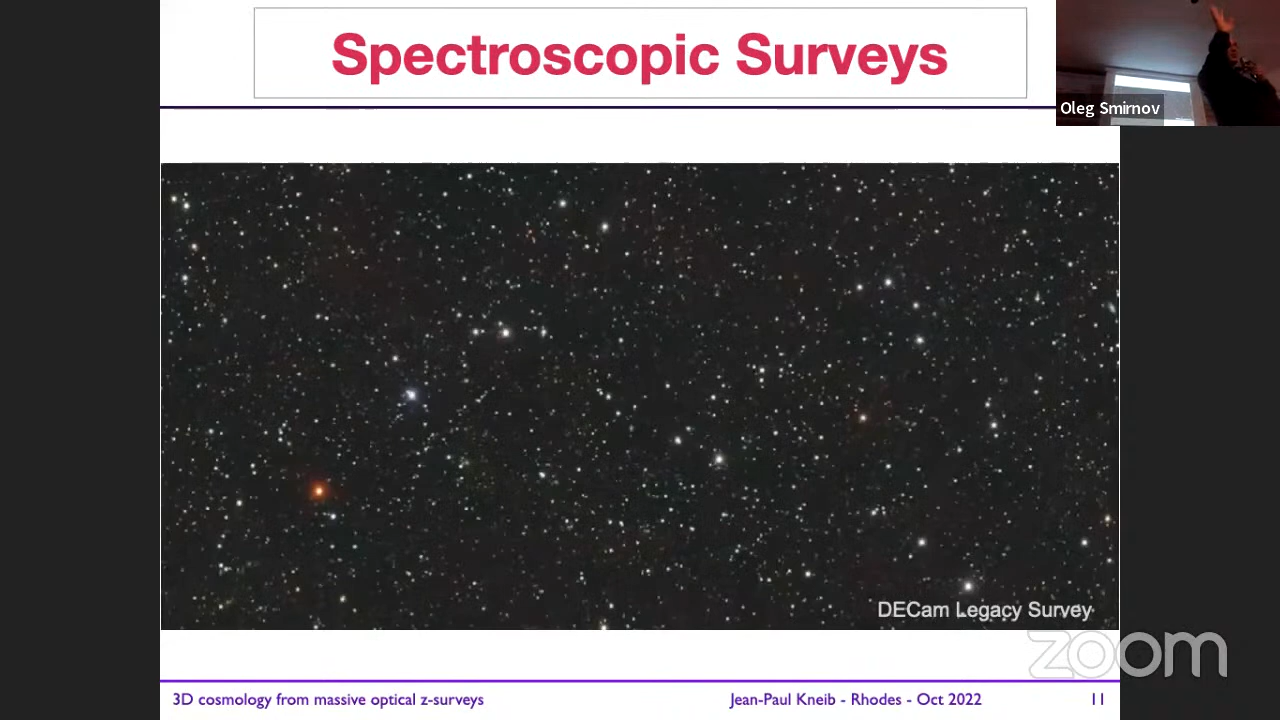 Spectroscopic Surveys
Oleg Smirnov
DECam Legacy Survey
zoom
3D cosmology from massive optical z-surveys
Jean-Paul Kneib - Rhodes - Oct 2022
11